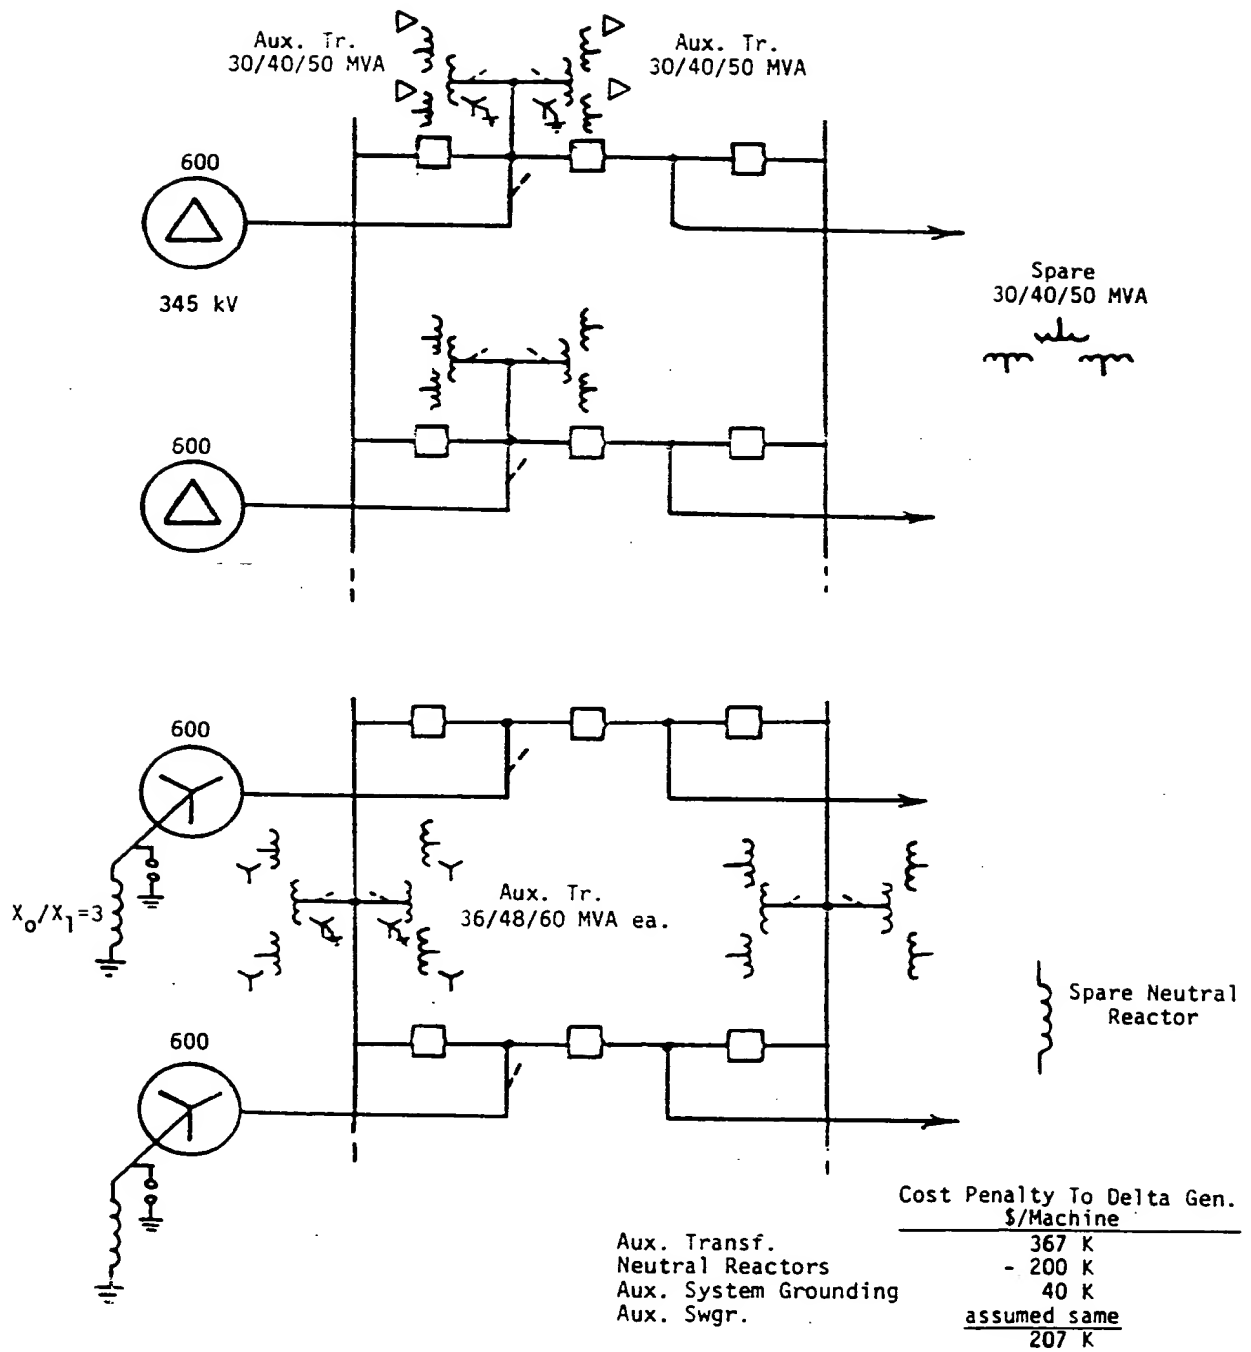 Aux. Tr.
30/40/50 MVA
Aux. Tr.
30/40/50 MVA
600
345 kV
Spare
30/40/50 MVA
600
600
Aux. Tr.
36/48/60 MVA ea.
X₀/X₁=3
Spare Neutral
Reactor
600
Cost Penalty To Delta Gen.
$/Machine
Aux. Transf. 367 K
Neutral Reactors - 200 K
Aux. System Grounding 40 K
Aux. Swgr. assumed same
207 K